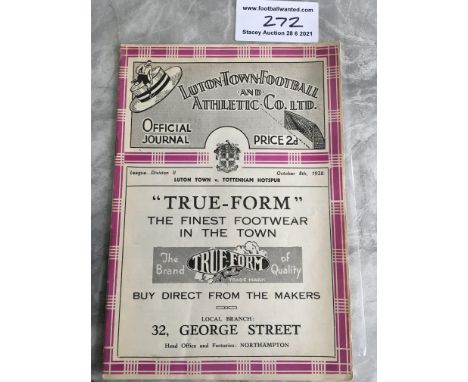 www.footballwanted.com
272
Stacey Auction 28 6 2021
LUTON·TOWN·FOOTBALL
AND
ATHLETIC·CO. LTD.
OFFICIAL
JOURNAL
PRICE 2d
League—Division II October 8th, 1938
LUTON TOWN v. TOTTENHAM HOTSPUR
"TRUE-FORM"
THE FINEST FOOTWEAR
IN THE TOWN
The Brand TRUE-FORM of Quality
TRADE MARK
BUY DIRECT FROM THE MAKERS
LOCAL BRANCH:
32, GEORGE STREET
Head Office and Factories: NORTHAMPTON